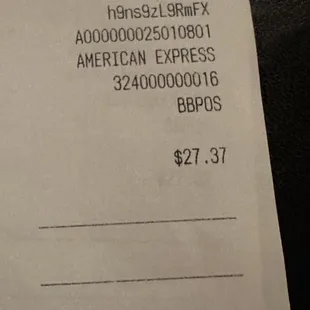 h9ns9zL9RmFX
A000000025010801
AMERICAN EXPRESS
324000000016
BBPOS
$27.37